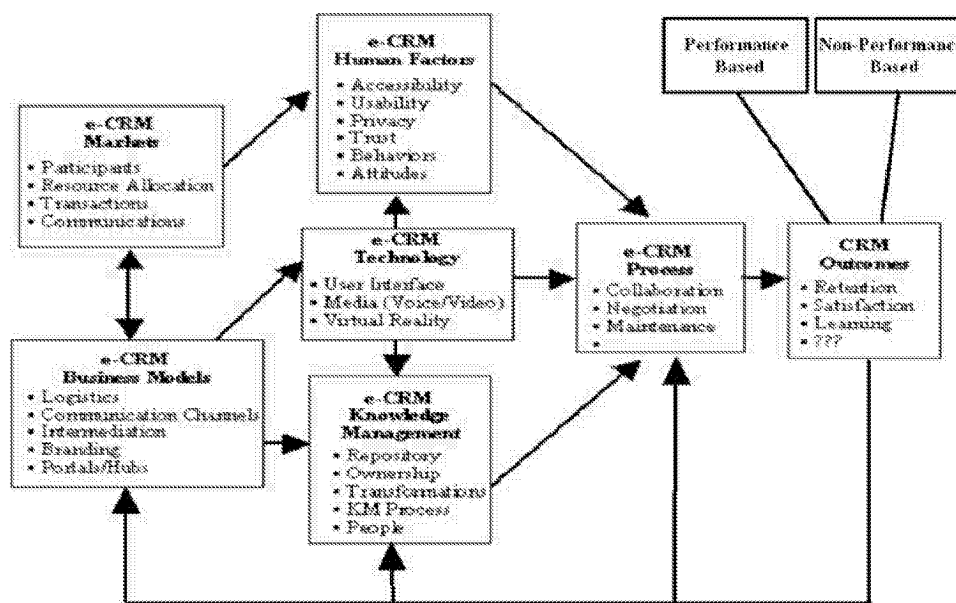 e-CRM
Human Factors
• Accessibility
• Usability
• Privacy
• Trust
• Behaviors
• Attitudes
Performance
Based
Non-Performance
Based
e-CRM
Markets
• Participants
• Resource Allocation
• Transactions
• Communications
e-CRM
Technology
• User Interface
• Media (Voice/Video)
• Virtual Reality
e-CRM
Process
• Collaboration
• Negotiation
• Maintenance
•
CRM
Outcomes
• Retention
• Satisfaction
• Learning
• ???
e-CRM
Business Models
• Logistics
• Communication Channels
• Intermediation
• Branding
• Portals/Hubs
e-CRM
Knowledge
Management
• Repository
• Ownership
• Transformations
• KM Process
• People